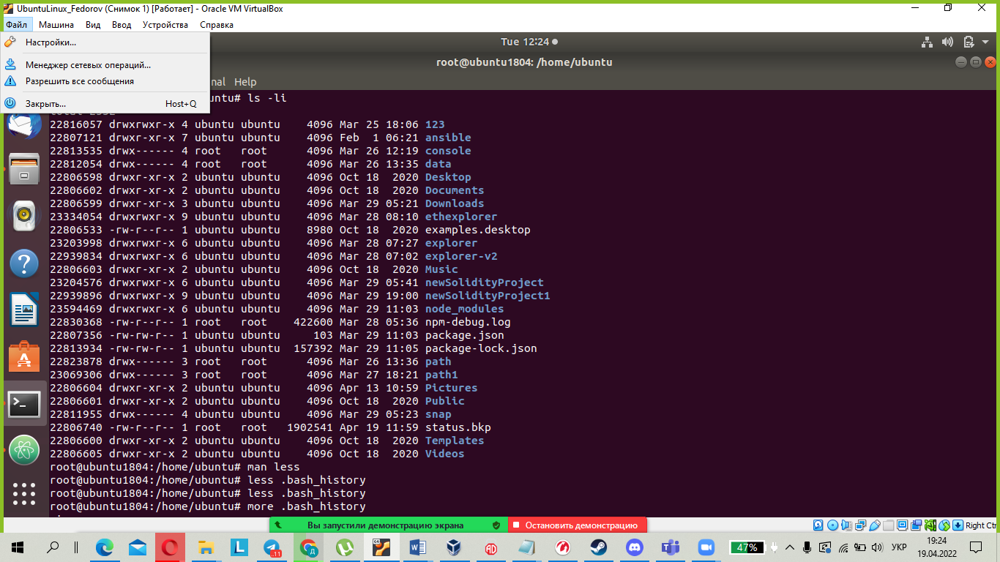 UbuntuLinux_Fedorov (Снимок 1) [Работает] - Oracle VM VirtualBox
Файл Машина Вид Ввод Устройства Справка
Настройки...
Менеджер сетевых операций...
Разрешить все сообщения
Закрыть... Host+Q
Tue 12:24
root@ubuntu1804: /home/ubuntu
nal Help
untu# ls -li
22816057 drwxrwxr-x 4 ubuntu ubuntu 4096 Mar 25 18:06 123
22807121 drwxr-xr-x 7 ubuntu ubuntu 4096 Feb 1 06:21 ansible
22813535 drwx------ 4 root root 4096 Mar 26 12:19 console
22812054 drwx------ 4 root root 4096 Mar 26 13:35 data
22806598 drwxr-xr-x 2 ubuntu ubuntu 4096 Oct 18 2020 Desktop
22806602 drwxr-xr-x 2 ubuntu ubuntu 4096 Oct 18 2020 Documents
22806599 drwxr-xr-x 3 ubuntu ubuntu 4096 Mar 29 05:21 Downloads
23334054 drwxrwxr-x 9 ubuntu ubuntu 4096 Mar 28 08:10 ethexplorer
22806533 -rw-r--r-- 1 ubuntu ubuntu 8980 Oct 18 2020 examples.desktop
23203998 drwxrwxr-x 6 ubuntu ubuntu 4096 Mar 28 07:27 explorer
22939834 drwxrwxr-x 6 ubuntu ubuntu 4096 Mar 28 07:02 explorer-v2
22806603 drwxr-xr-x 2 ubuntu ubuntu 4096 Oct 18 2020 Music
23204576 drwxrwxr-x 6 ubuntu ubuntu 4096 Mar 29 05:41 newSolidityProject
22939896 drwxrwxr-x 9 ubuntu ubuntu 4096 Mar 29 19:00 newSolidityProject1
23594469 drwxrwxr-x 6 ubuntu ubuntu 4096 Mar 29 11:03 node_modules
22830368 -rw-r--r-- 1 root root 422600 Mar 28 05:36 npm-debug.log
22807356 -rw-rw-r-- 1 ubuntu ubuntu 103 Mar 29 11:03 package.json
22813934 -rw-rw-r-- 1 ubuntu ubuntu 157392 Mar 29 11:05 package-lock.json
22823878 drwx------ 3 root root 4096 Mar 26 13:36 path
23069306 drwx------ 3 root root 4096 Mar 27 18:21 path1
22806604 drwxr-xr-x 2 ubuntu ubuntu 4096 Apr 13 10:59 Pictures
22806601 drwxr-xr-x 2 ubuntu ubuntu 4096 Oct 18 2020 Public
22811955 drwx------ 4 ubuntu ubuntu 4096 Mar 29 05:23 snap
22806740 -rw-r--r-- 1 root root 1902541 Apr 19 11:59 status.bkp
22806600 drwxr-xr-x 2 ubuntu ubuntu 4096 Oct 18 2020 Templates
22806605 drwxr-xr-x 2 ubuntu ubuntu 4096 Oct 18 2020 Videos
root@ubuntu1804:/home/ubuntu# man less
root@ubuntu1804:/home/ubuntu# less .bash_history
root@ubuntu1804:/home/ubuntu# less .bash_history
root@ubuntu1804:/home/ubuntu# more .bash_history
Вы запустили демонстрацию экрана Остановить демонстрацию
Right Ctrl
47% УКР 19:24
19.04.2022